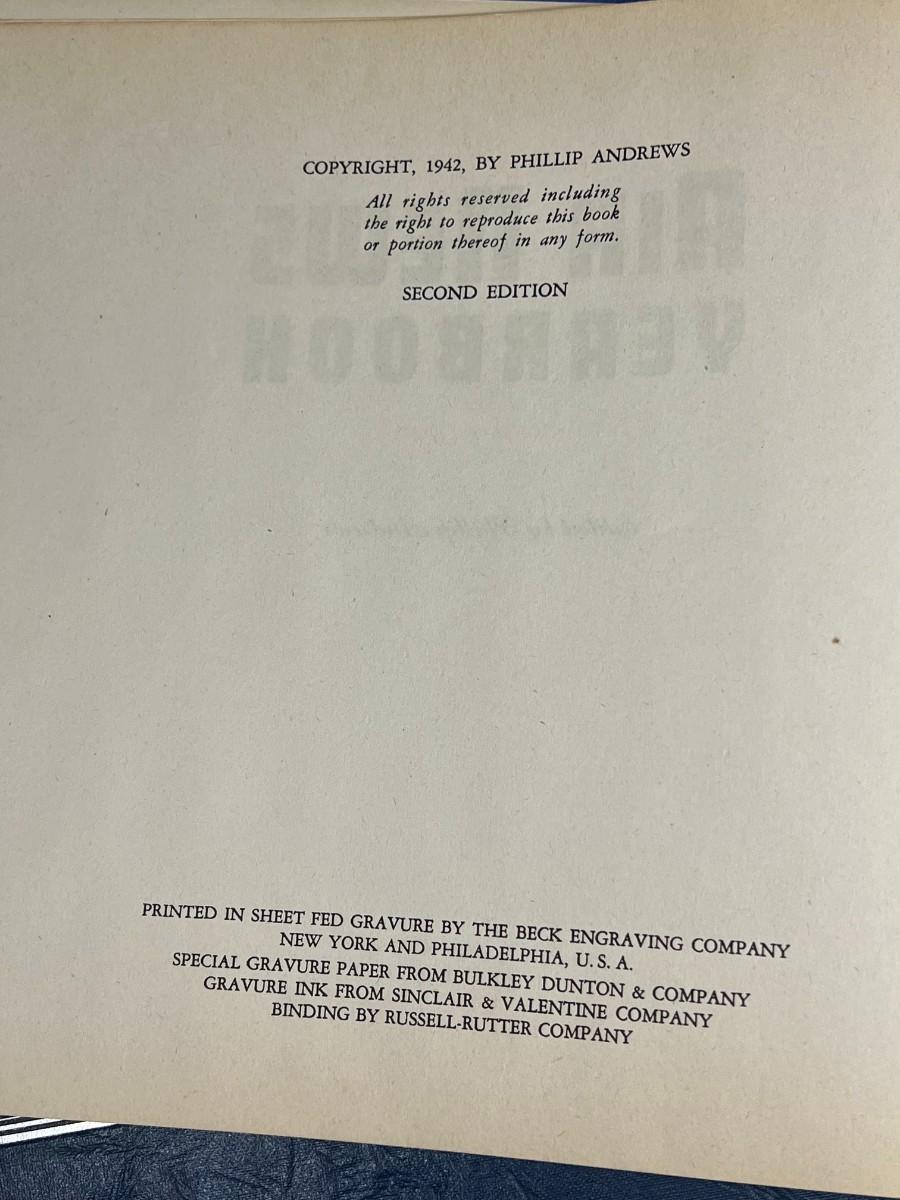 COPYRIGHT, 1942, BY PHILLIP ANDREWS
All rights reserved including
the right to reproduce this book
or portion thereof in any form.
SECOND EDITION
YEARBOOK
PRINTED IN SHEET FED GRAVURE BY THE BECK ENGRAVING COMPANY
NEW YORK AND PHILADELPHIA, U. S. A.
SPECIAL GRAVURE PAPER FROM BULKLEY DUNTON & COMPANY
GRAVURE INK FROM SINCLAIR & VALENTINE COMPANY
BINDING BY RUSSELL-RUTTER COMPANY